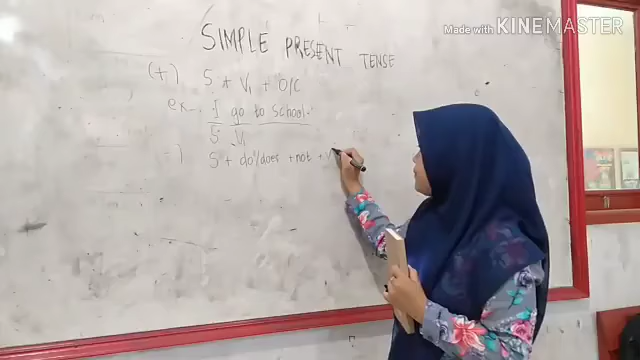 Made with KINEMASTER
SIMPLE PRESENT TENSE
(+) S + V1 + O/C
ex. I go to School.
S V1
-) S + do/does + not +